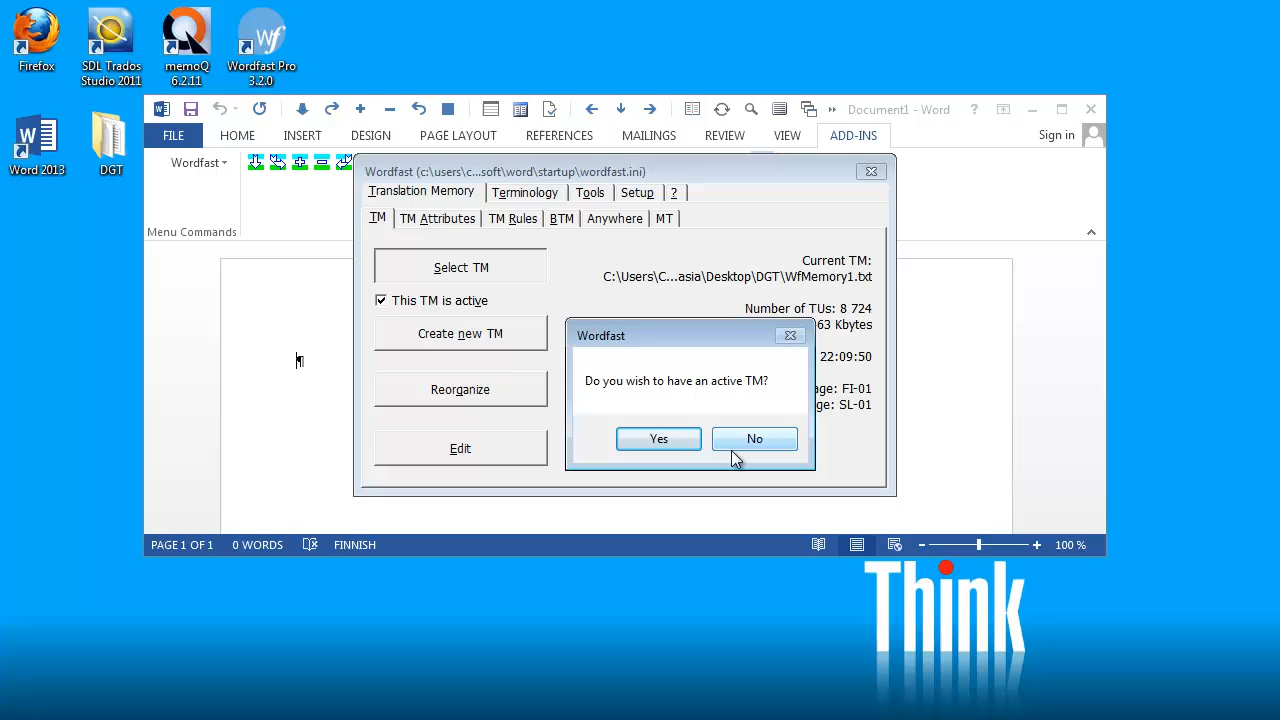 Firefox
SDL Trados
Studio 2011
memoQ
6.2.11
Wordfast Pro
3.2.0
Word 2013
DGT
Document1 - Word
FILE
HOME
INSERT
DESIGN
PAGE LAYOUT
REFERENCES
MAILINGS
REVIEW
VIEW
ADD-INS
Sign in
Wordfast
Menu Commands
Wordfast (c:\users\c...soft\word\startup\wordfast.ini)
Translation Memory
Terminology
Tools
Setup
?
TM
TM Attributes
TM Rules
BTM
Anywhere
MT
Select TM
This TM is active
Create new TM
Reorganize
Edit
Current TM:
C:\Users\C...asia\Desktop\DGT\WfMemory1.txt
Number of TUs: 8 724
63 Kbytes
22:09:50
age: FI-01
ge: SL-01
Wordfast
Do you wish to have an active TM?
Yes
No
¶
PAGE 1 OF 1
0 WORDS
FINNISH
100 %
Think